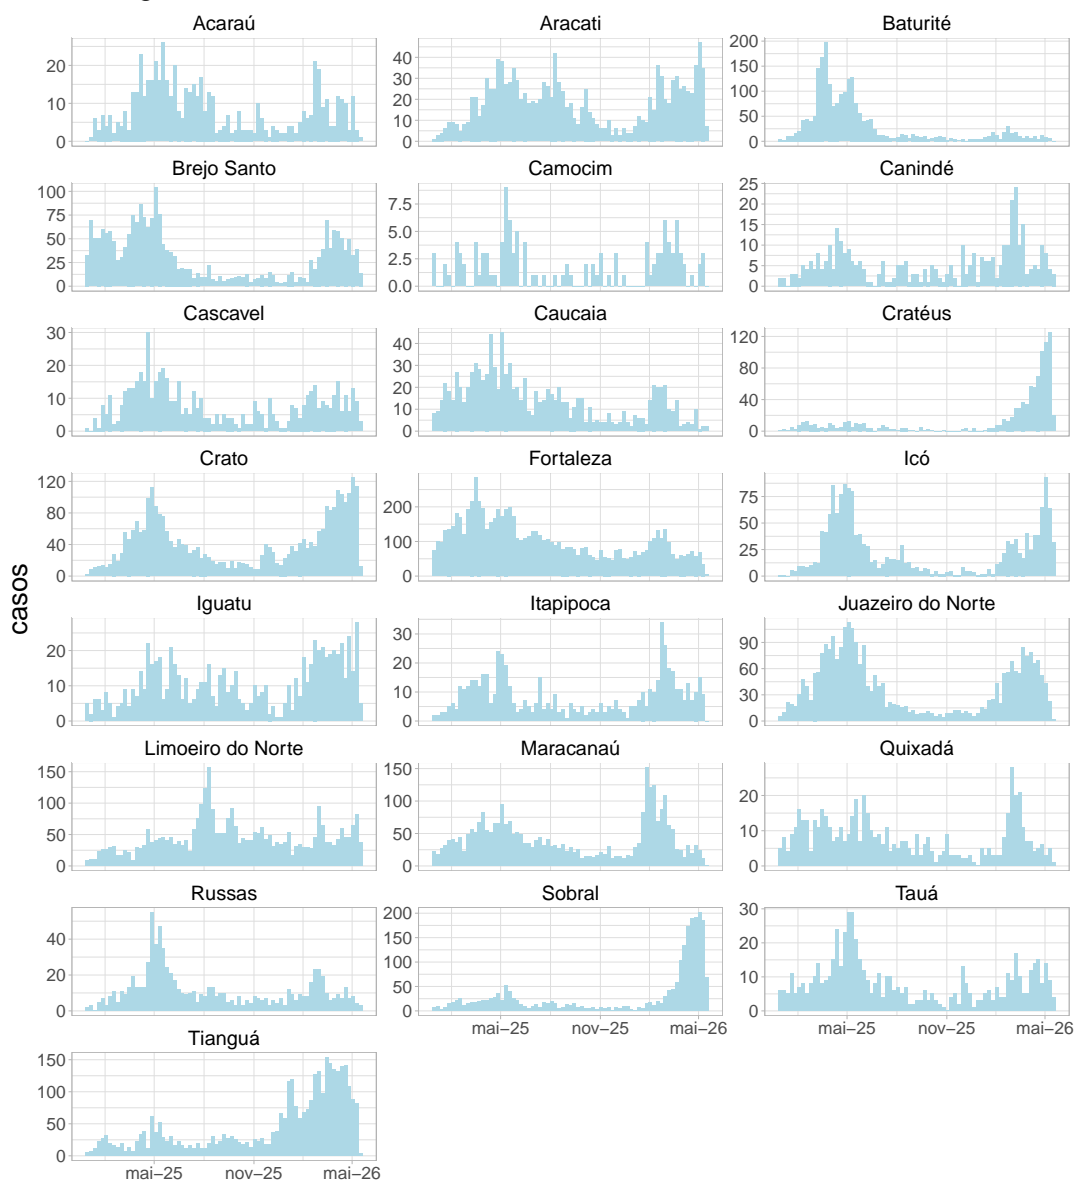 Acaraú Aracati Baturité
20 40 200
10 30 150
0 20 100
10 50
0 0
Brejo Santo Camocim Canindé
100 7.5 25
75 5.0 20
50 2.5 15
25 0.0 10
0 5
0
Cascavel Caucaia Cratéus
30 40 120
20 30 80
10 20 40
0 10 0
0
Crato Fortaleza Icó
120 200 75
80 100 50
40 0 25
0 0
casos
Iguatu Itapipoca Juazeiro do Norte
20 30 90
10 20 60
0 10 30
0 0
Limoeiro do Norte Maracanaú Quixadá
150 150 20
100 100 10
50 50 0
0 0
Russas Sobral Tauá
40 200 30
20 150 20
0 100 10
50 0
0
mai−25 nov−25 mai−26 mai−25 nov−25 mai−26
Tianguá
150
100
50
0
mai−25 nov−25 mai−26